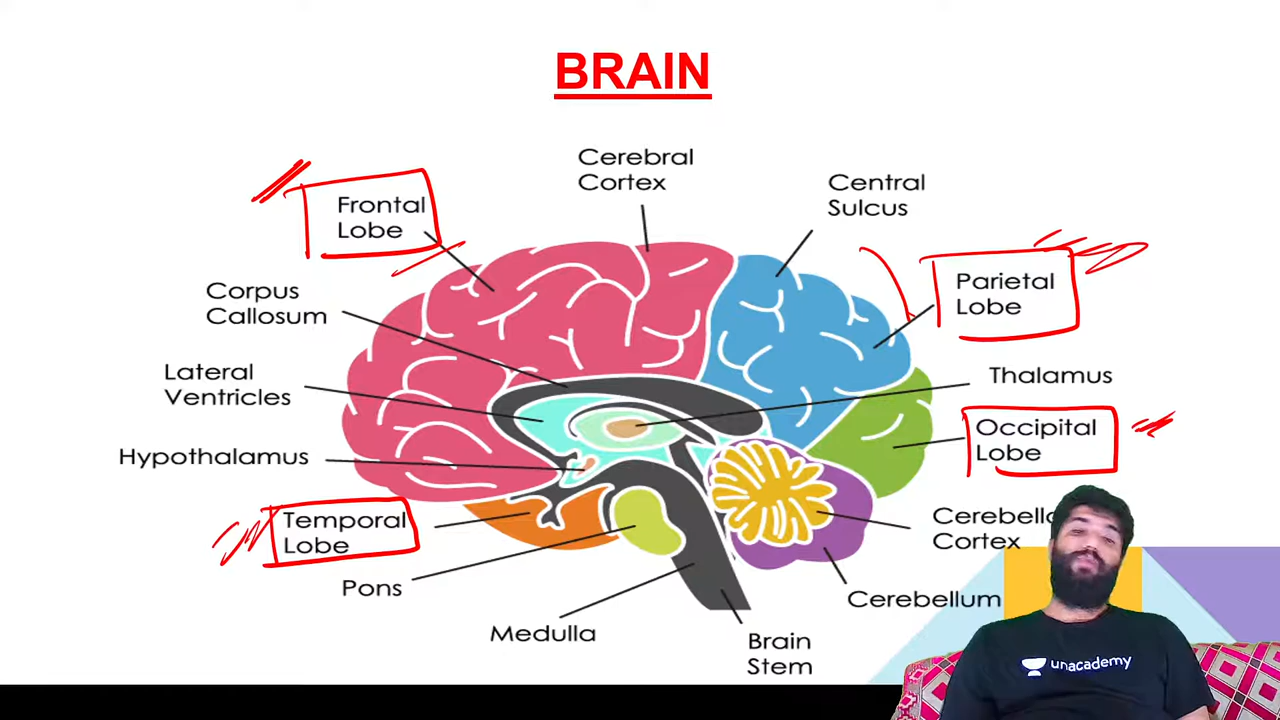 BRAIN
Cerebral
Cortex
Central
Sulcus
Frontal
Lobe
Parietal
Lobe
Corpus
Callosum
Lateral
Ventricles
Thalamus
Occipital
Lobe
Hypothalamus
Temporal
Lobe
Cortex
Pons
Cerebellum
Medulla
Brain
Stem
unacademy